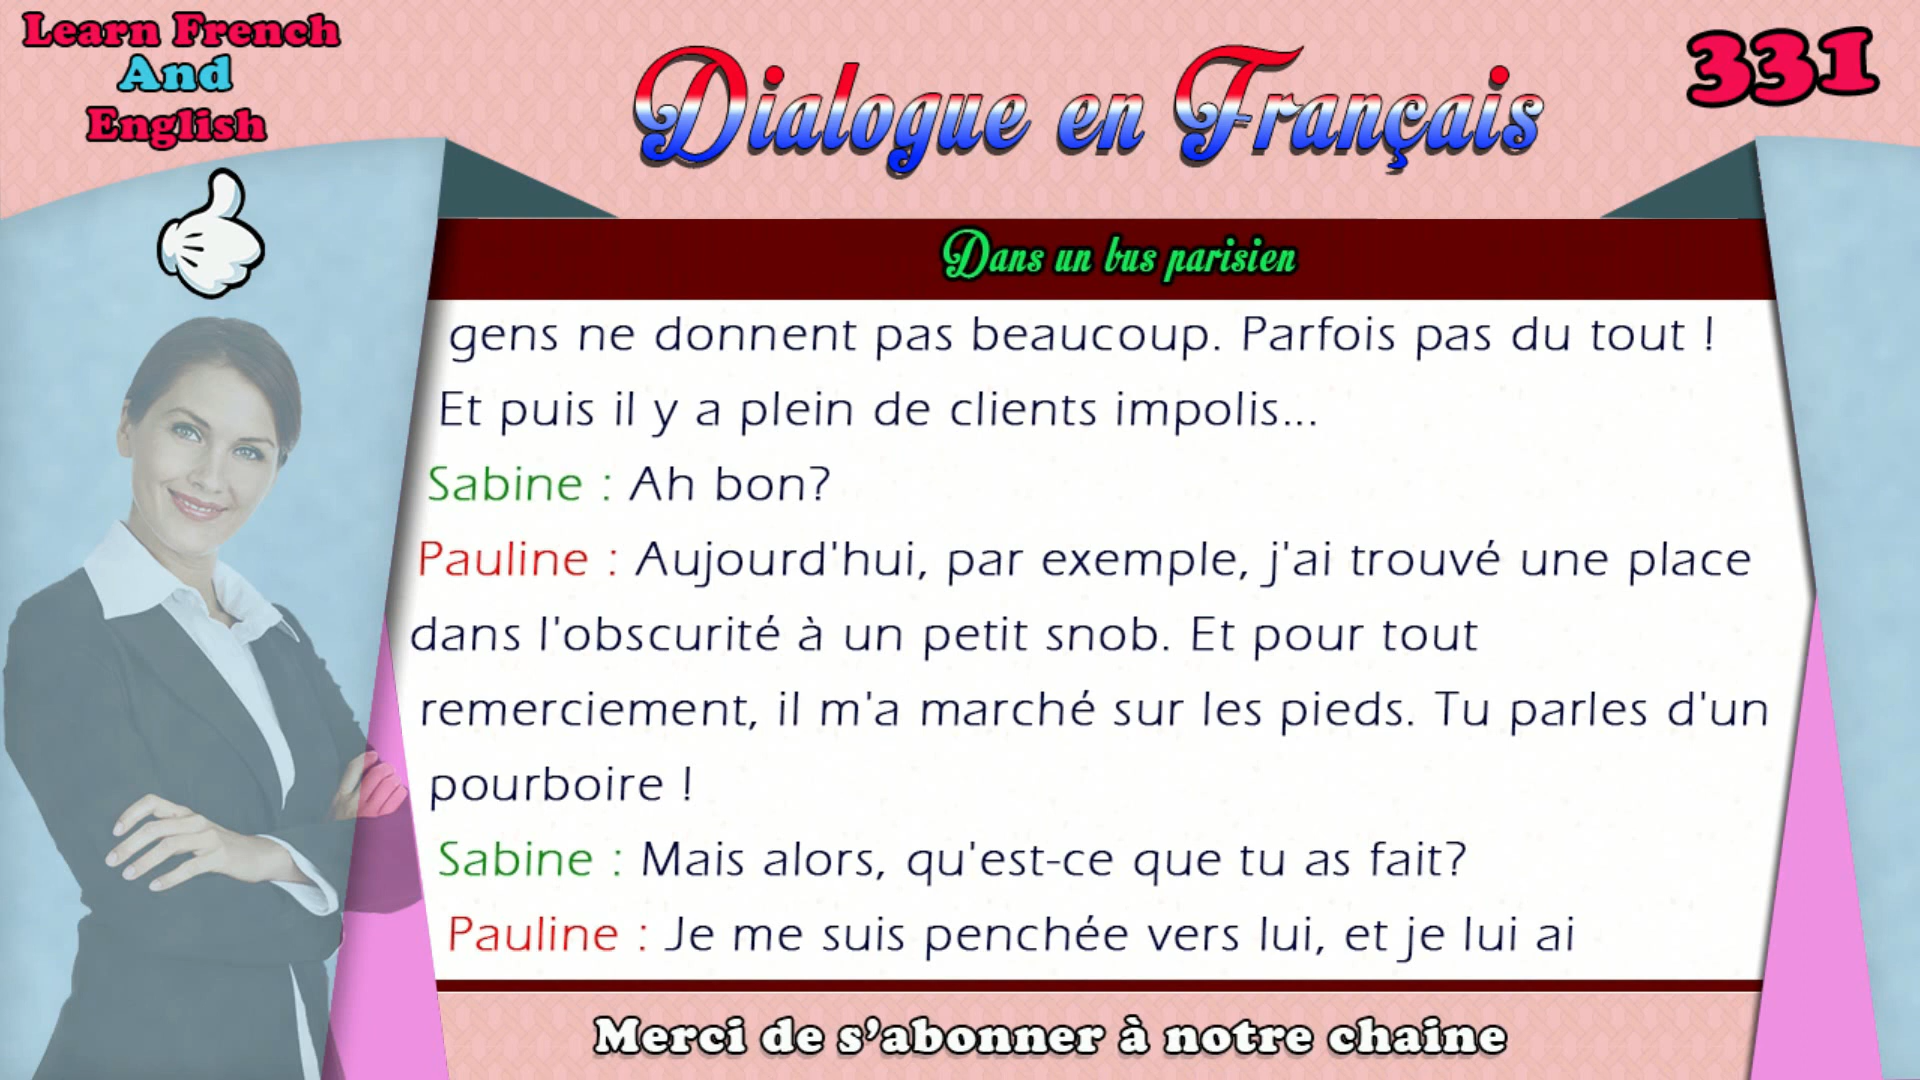 Learn French
And
English
Dialogue en Français
331
Dans un bus parisien
gens ne donnent pas beaucoup. Parfois pas du tout !
Et puis il y a plein de clients impolis...
Sabine : Ah bon?
Pauline : Aujourd'hui, par exemple, j'ai trouvé une place
dans l'obscurité à un petit snob. Et pour tout
remerciement, il m'a marché sur les pieds. Tu parles d'un
pourboire !
Sabine : Mais alors, qu'est-ce que tu as fait?
Pauline : Je me suis penchée vers lui, et je lui ai
Merci de s’abonner à notre chaine